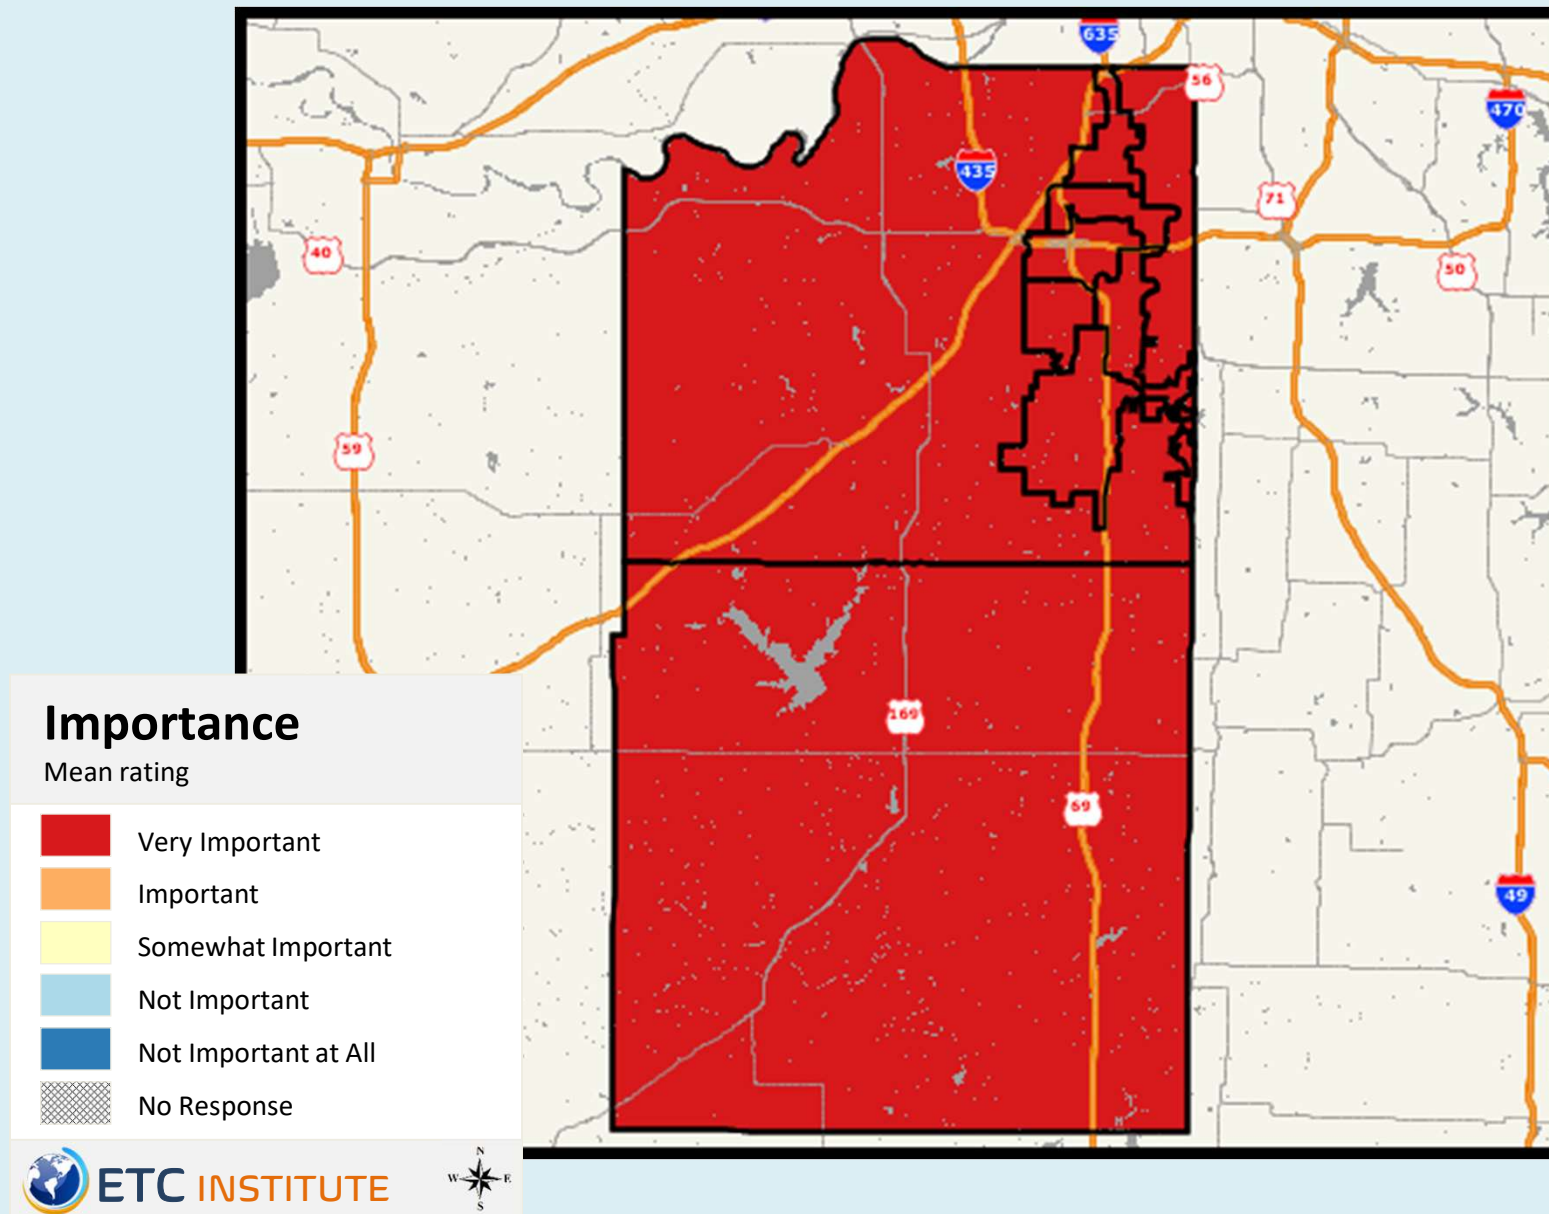 635
56
470
435
71
40
50
59
169
69
49
Importance
Mean rating
Very Important
Important
Somewhat Important
Not Important
Not Important at All
No Response
ETC INSTITUTE
N
W E
S